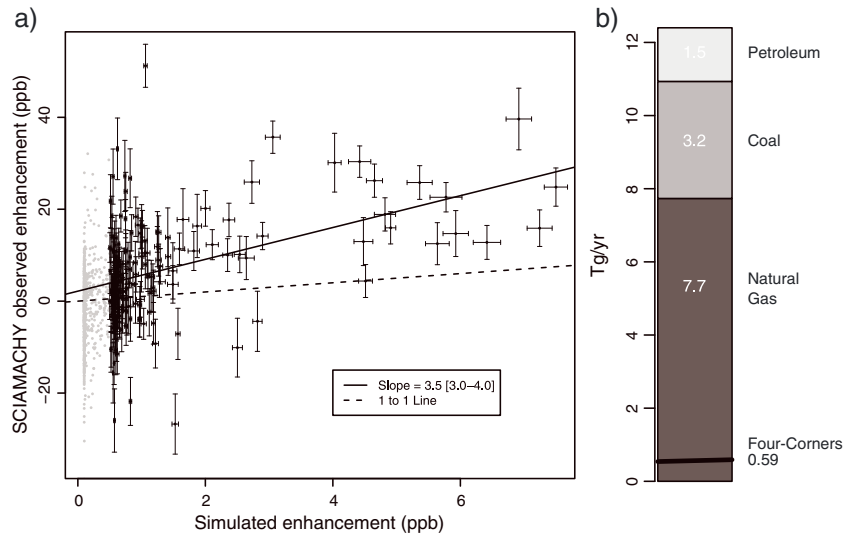 a)
SCIAMACHY observed enhancement (ppb)
40
20
0
−20
0
2
4
6
Simulated enhancement (ppb)
Slope = 3.5 [3.0−4.0]
1 to 1 Line
b)
Tg/yr
12
10
8
6
4
2
0
1.5
Petroleum
3.2
Coal
7.7
Natural
Gas
Four-Corners
0.59